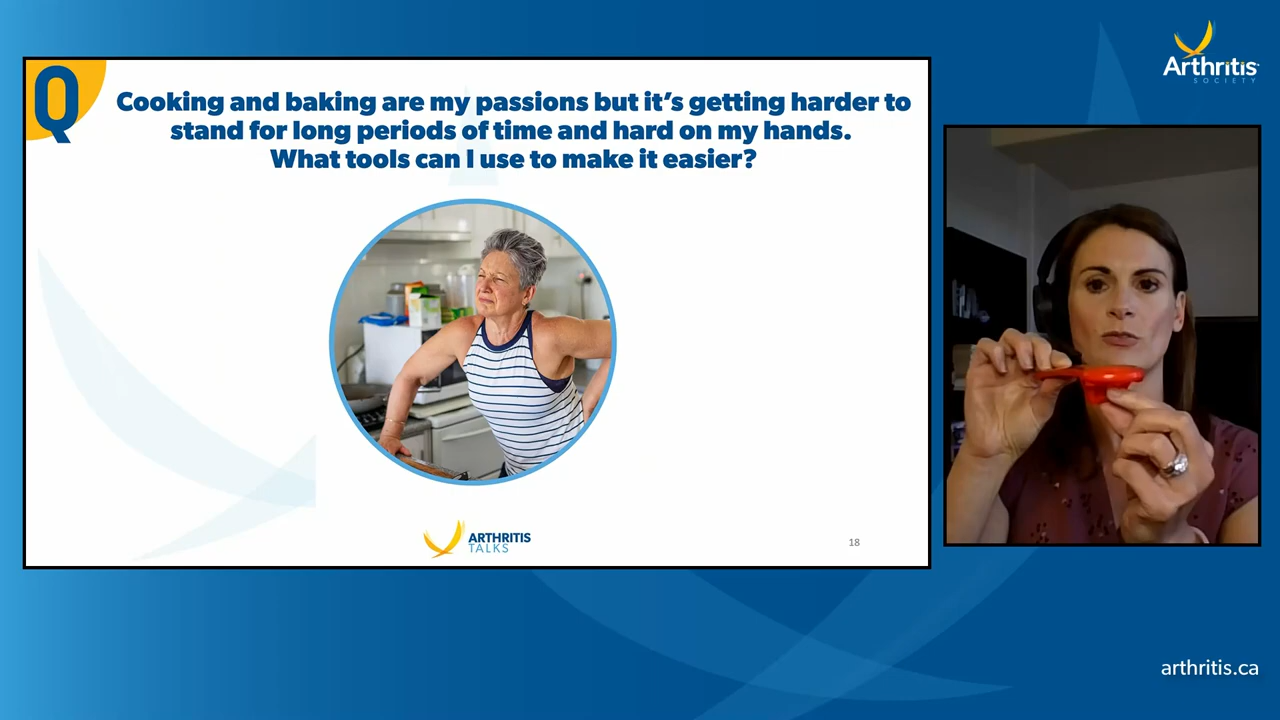 Q
Cooking and baking are my passions but it's getting harder to
stand for long periods of time and hard on my hands.
What tools can I use to make it easier?
ARTHRITIS
TALKS
18
Arthritis
SOCIETY
arthritis.ca